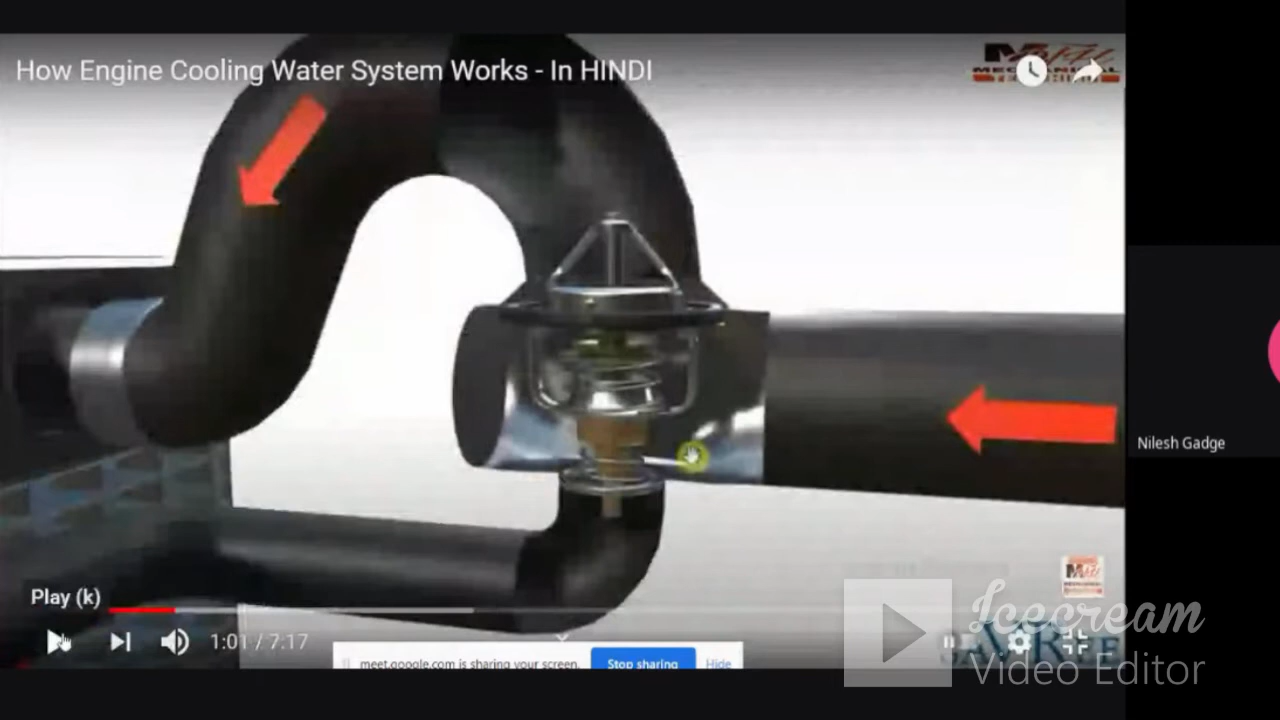 How Engine Cooling Water System Works - In HINDI
MECHANICAL
Nilesh Gadge
Play (k)
1:01 / 7:17
meet.google.com is sharing your screen.
Stop sharing
Hide
Icecream
Video Editor